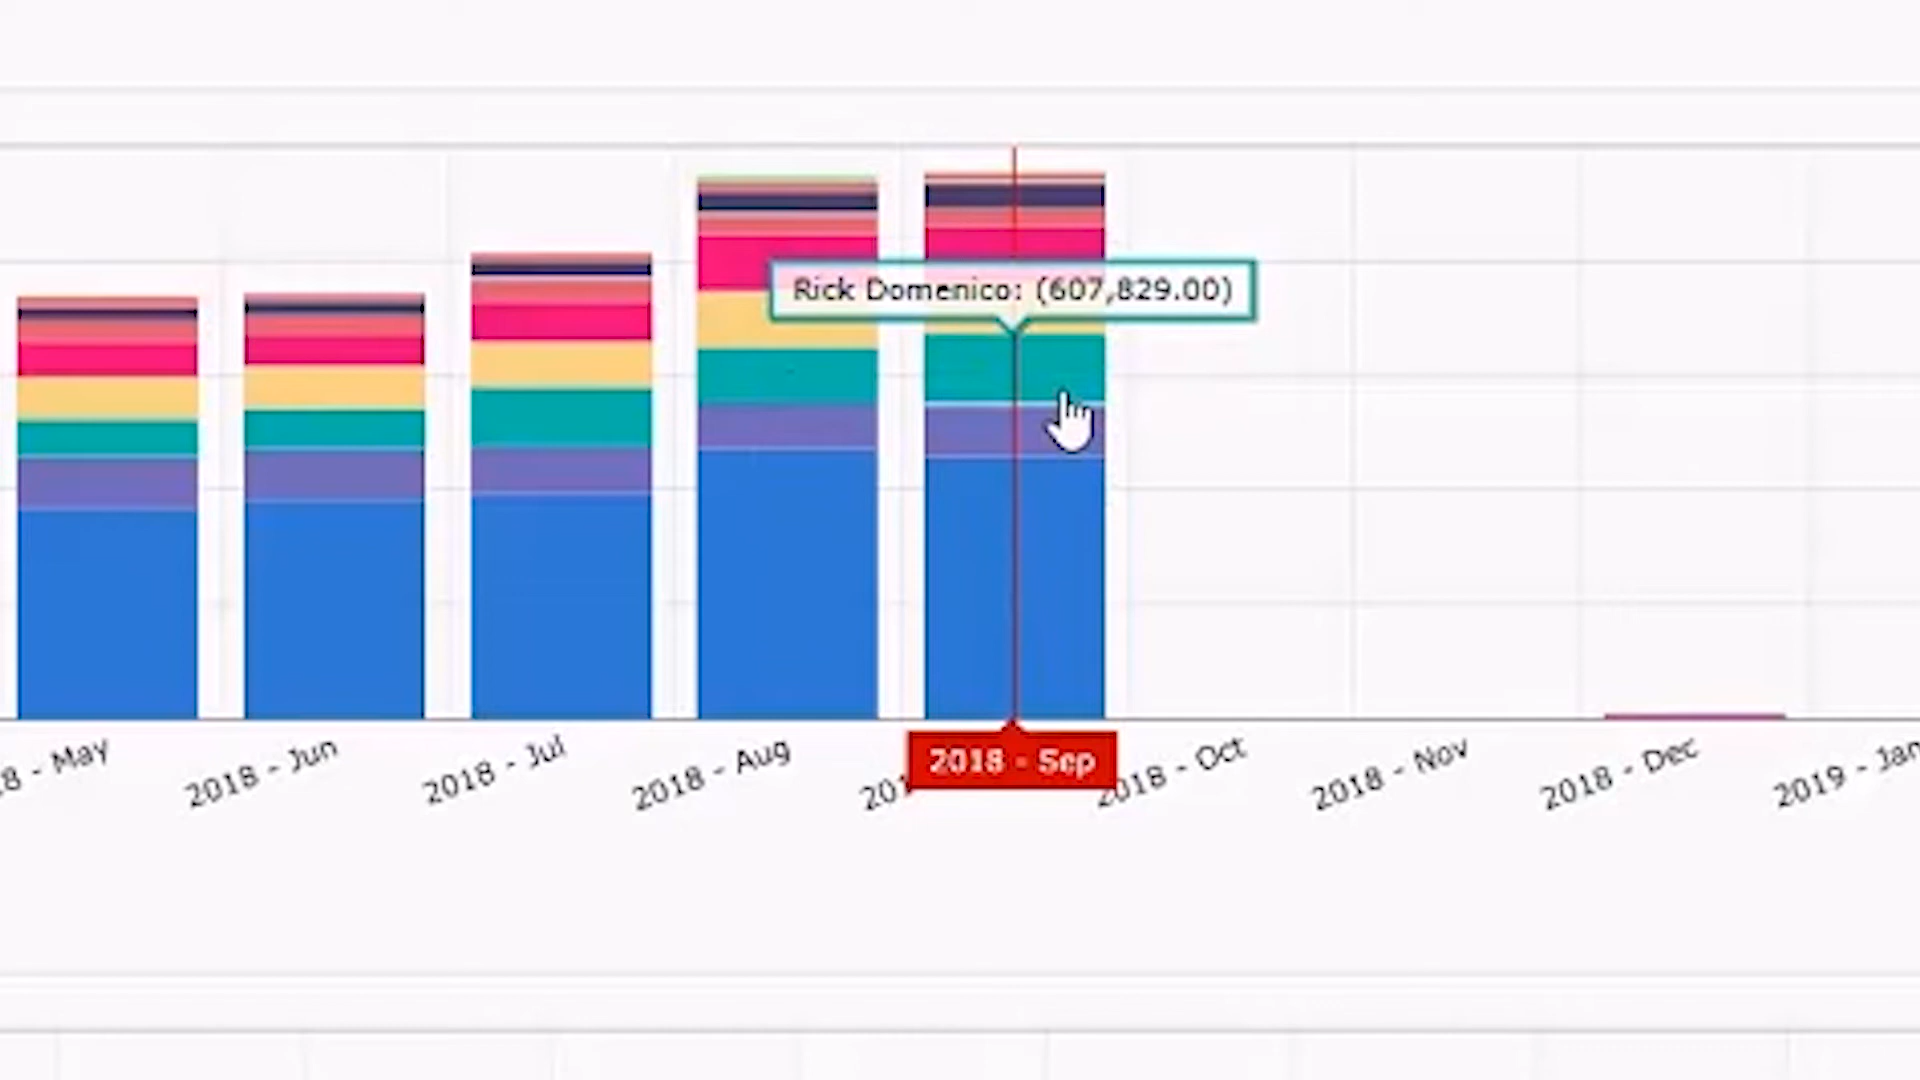 Rick Domenico: (607,829.00)
8 - May
2018 - Jun
2018 - Jul
2018 - Aug
201
2018 - Sep
2018 - Oct
2018 - Nov
2018 - Dec
2019 - Jan